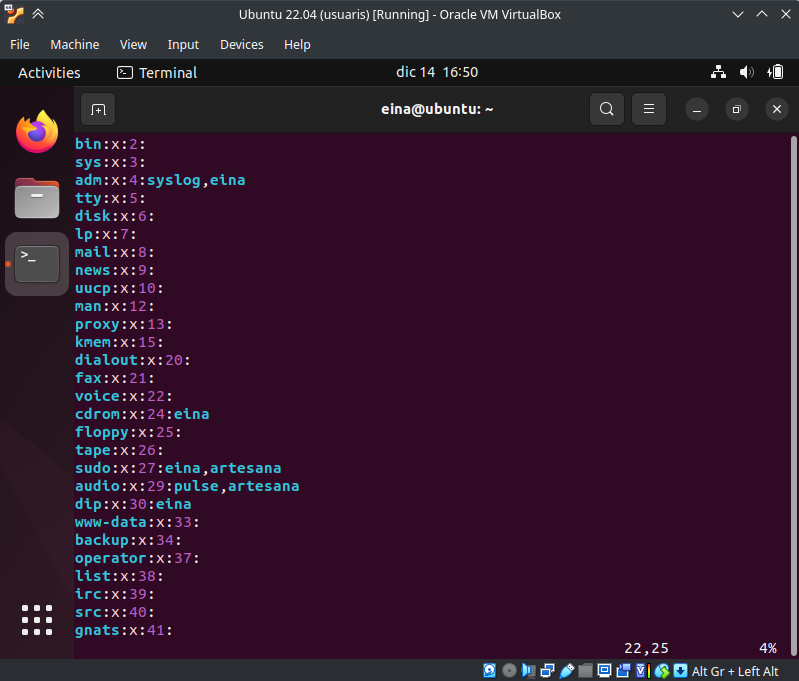 Ubuntu 22.04 (usuaris) [Running] - Oracle VM VirtualBox
File Machine View Input Devices Help
Activities Terminal dic 14 16:50
eina@ubuntu: ~
bin:x:2:
sys:x:3:
adm:x:4:syslog,eina
tty:x:5:
disk:x:6:
lp:x:7:
mail:x:8:
news:x:9:
uucp:x:10:
man:x:12:
proxy:x:13:
kmem:x:15:
dialout:x:20:
fax:x:21:
voice:x:22:
cdrom:x:24:eina
floppy:x:25:
tape:x:26:
sudo:x:27:eina,artesana
audio:x:29:pulse,artesana
dip:x:30:eina
www-data:x:33:
backup:x:34:
operator:x:37:
list:x:38:
irc:x:39:
src:x:40:
gnats:x:41:
22,25 4%
Alt Gr + Left Alt